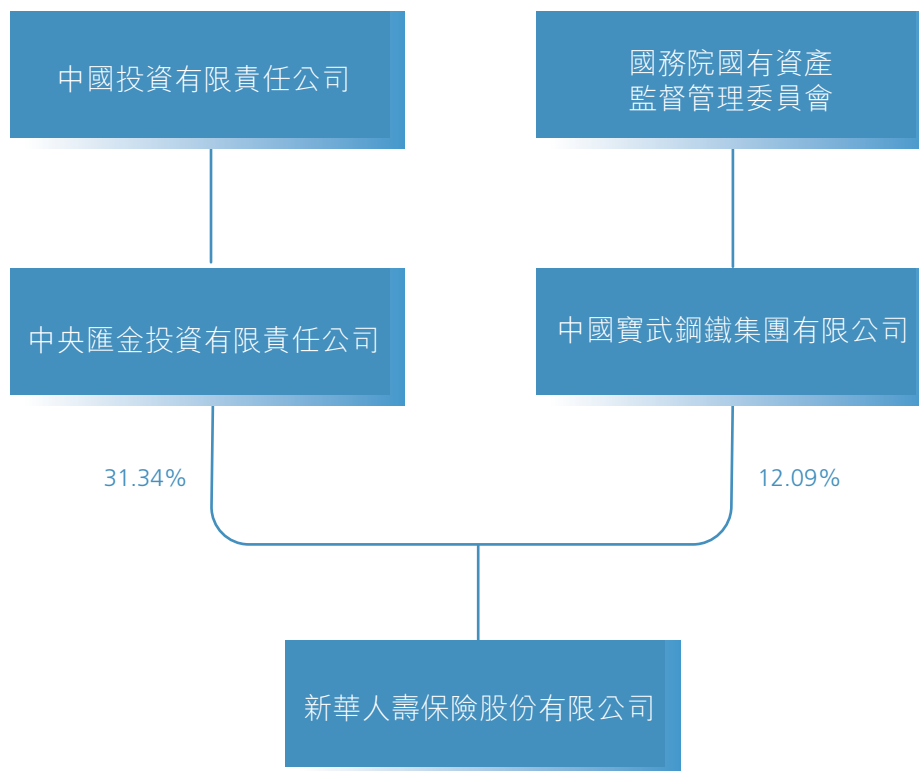 中國投資有限責任公司
國務院國有資產
監督管理委員會
中央匯金投資有限責任公司
中國寶武鋼鐵集團有限公司
31.34%
12.09%
新華人壽保險股份有限公司